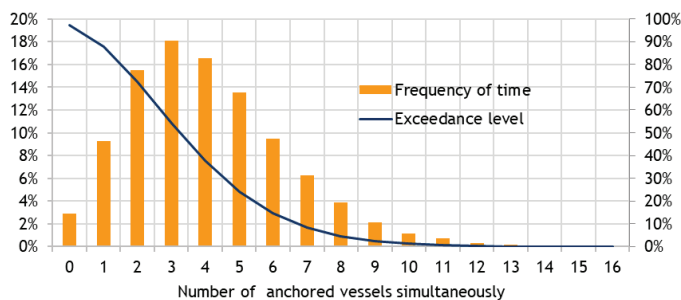 20% 100%
18% 90%
16% 80%
14% 70%
12% 60%
10% 50%
8% 40%
6% 30%
4% 20%
2% 10%
0% 0%
Frequency of time
Exceedance level
0 1 2 3 4 5 6 7 8 9 10 11 12 13 14 15 16
Number of anchored vessels simultaneously